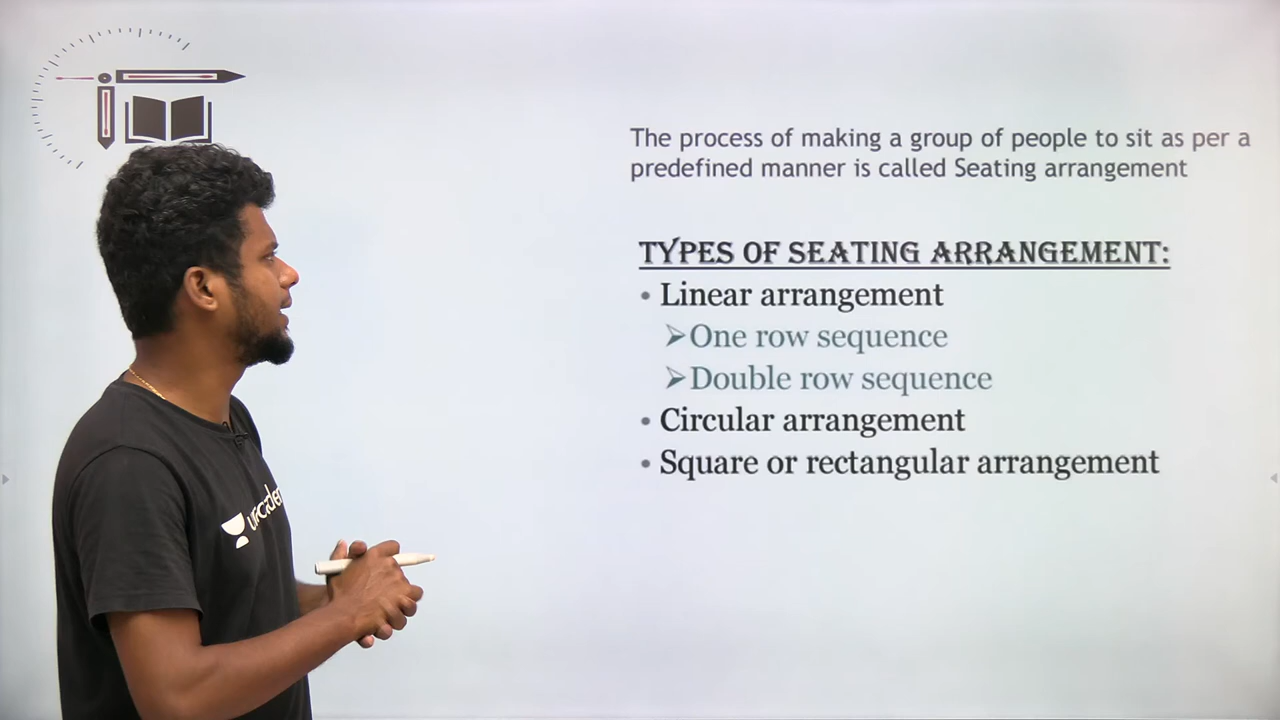 The process of making a group of people to sit as per a
predefined manner is called Seating arrangement
TYPES OF SEATING ARRANGEMENT:
• Linear arrangement
➢One row sequence
➢Double row sequence
• Circular arrangement
• Square or rectangular arrangement